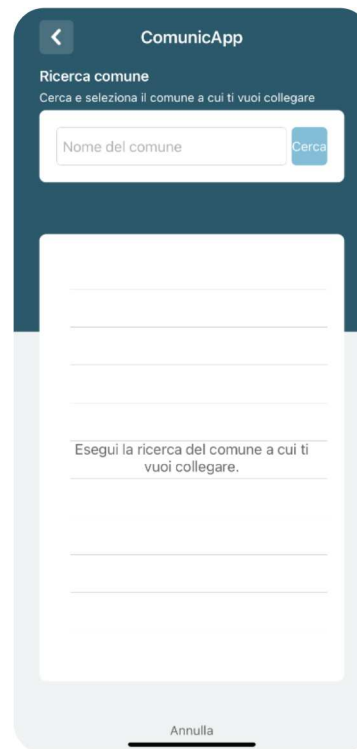 ComunicApp
Ricerca comune
Cerca e seleziona il comune a cui ti vuoi collegare
Nome del comune
Cerca
Esegui la ricerca del comune a cui ti
vuoi collegare.
Annulla